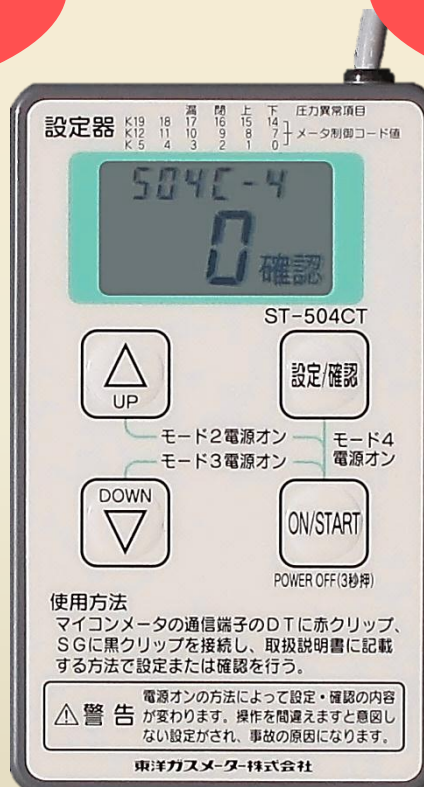 潟 閉 上 下 圧力異常項目
設定器 K19 18 17 16 15 14
K12 11 10 9 8 7 メータ制御コード値
K 5 4 3 2 1 0
504C-4
0 確認
ST-504CT
UP
設定/確認
モード2電源オン
モード3電源オン
モード4
電源オン
DOWN
ON/START
POWER OFF(3秒押)
使用方法
マイコンメータの通信端子のDTに赤クリップ、
SGに黒クリップを接続し、取扱説明書に記載
する方法で設定または確認を行う。
警告
電源オンの方法によって設定・確認の内容
が変わります。操作を間違えますと意図し
ない設定がされ、事故の原因になります。
東洋ガスメーター株式会社